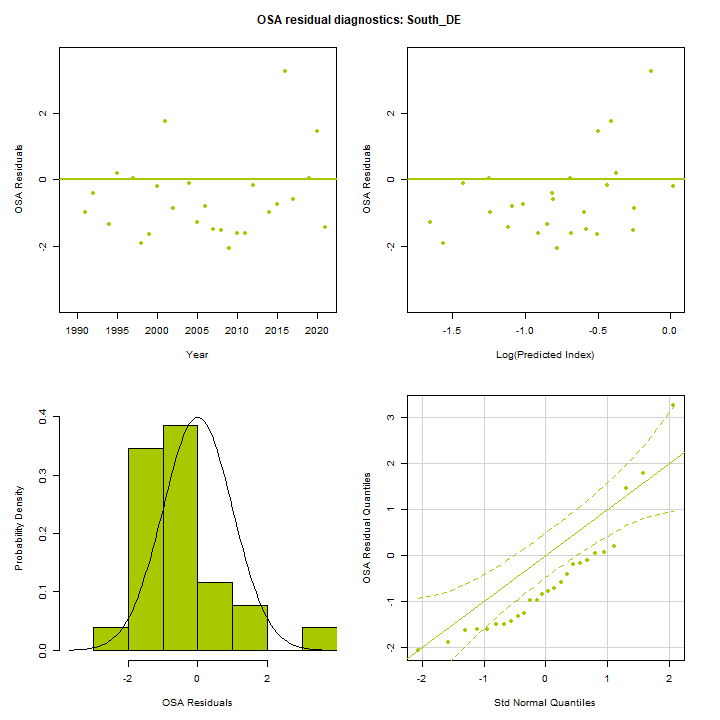 OSA residual diagnostics: South_DE
OSA Residuals
2
0
-2
1990 1995 2000 2005 2010 2015 2020
Year
OSA Residuals
2
0
-2
-1.5 -1.0 -0.5 0.0
Log(Predicted Index)
Probability Density
0.4
0.3
0.2
0.1
0.0
-2 0 2
OSA Residuals
OSA Residual Quantiles
3
2
1
0
-1
-2
-2 -1 0 1 2
Std Normal Quantiles